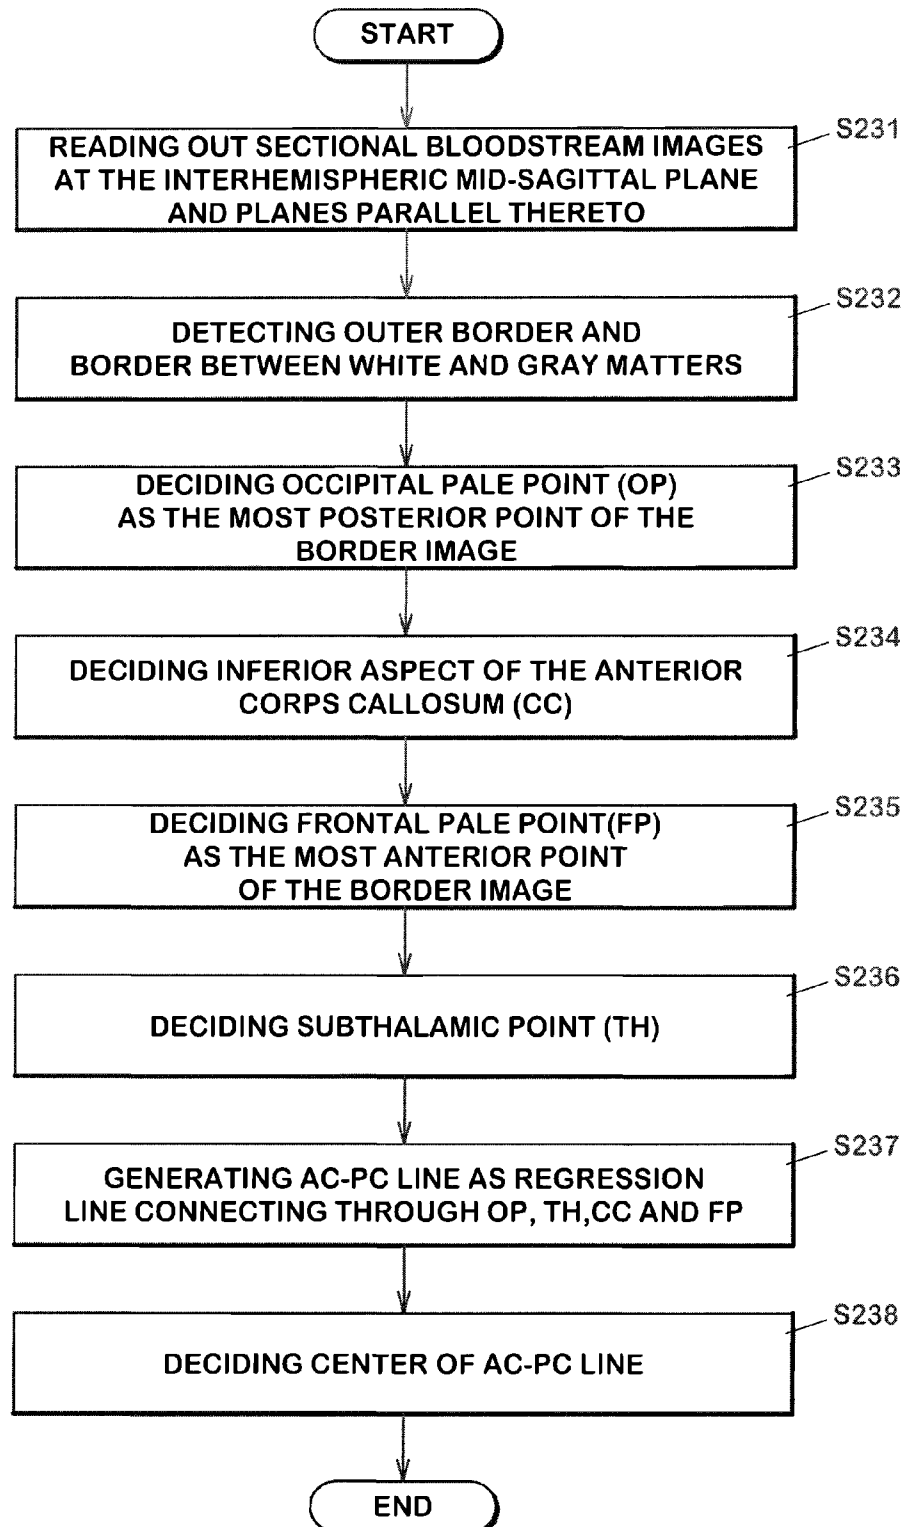 START
S231
READING OUT SECTIONAL BLOODSTREAM IMAGES
AT THE INTERHEMISPHERIC MID-SAGITTAL PLANE
AND PLANES PARALLEL THERETO
S232
DETECTING OUTER BORDER AND
BORDER BETWEEN WHITE AND GRAY MATTERS
S233
DECIDING OCCIPITAL PALE POINT (OP)
AS THE MOST POSTERIOR POINT OF THE
BORDER IMAGE
S234
DECIDING INFERIOR ASPECT OF THE ANTERIOR
CORPS CALLOSUM (CC)
S235
DECIDING FRONTAL PALE POINT(FP)
AS THE MOST ANTERIOR POINT
OF THE BORDER IMAGE
S236
DECIDING SUBTHALAMIC POINT (TH)
S237
GENERATING AC-PC LINE AS REGRESSION
LINE CONNECTING THROUGH OP, TH,CC AND FP
S238
DECIDING CENTER OF AC-PC LINE
END